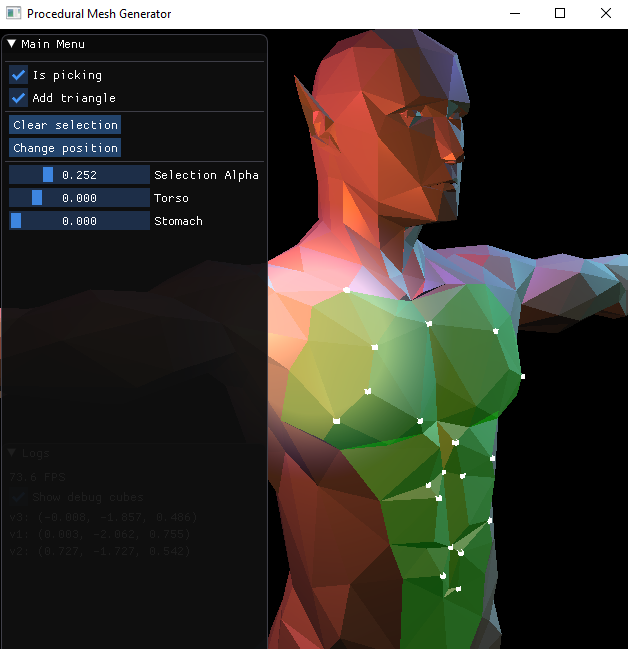 Procedural Mesh Generator
Main Menu
Is picking
Add triangle
Clear selection
Change position
0.252 Selection Alpha
0.000 Torso
0.000 Stomach
Logs
73.6 FPS
Show debug cubes
v3: (-0.008, -1.857, 0.486)
v1: (0.003, -2.062, 0.755)
v2: (0.727, -1.727, 0.542)